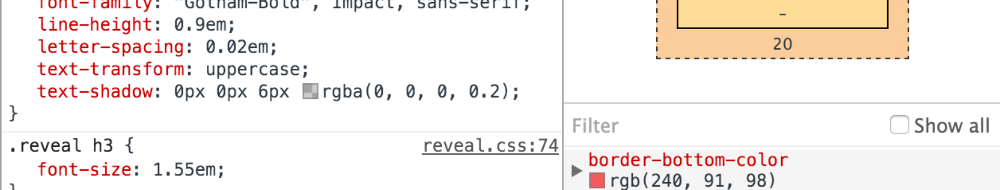 font-family: "Gotham-Bold", Impact, sans-serif;
line-height: 0.9em;
letter-spacing: 0.02em;
text-transform: uppercase;
text-shadow: 0px 0px 6px rgba(0, 0, 0, 0.2);
}
.reveal h3 { reveal.css:74
font-size: 1.55em;
}
–
20
Filter Show all
border-bottom-color
rgb(240, 91, 98)